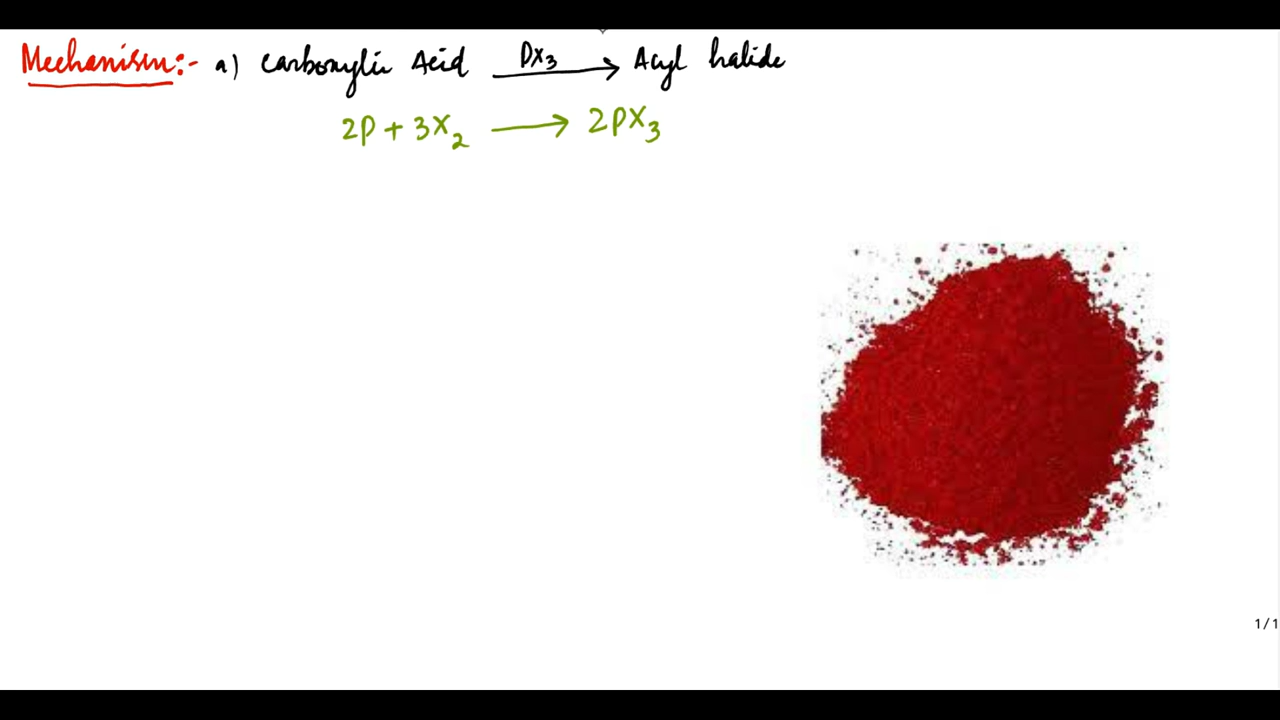 Mechanism:- a) Carboxylic Acid PX3 → Acyl halide
2P + 3X2 → 2PX3
1/1